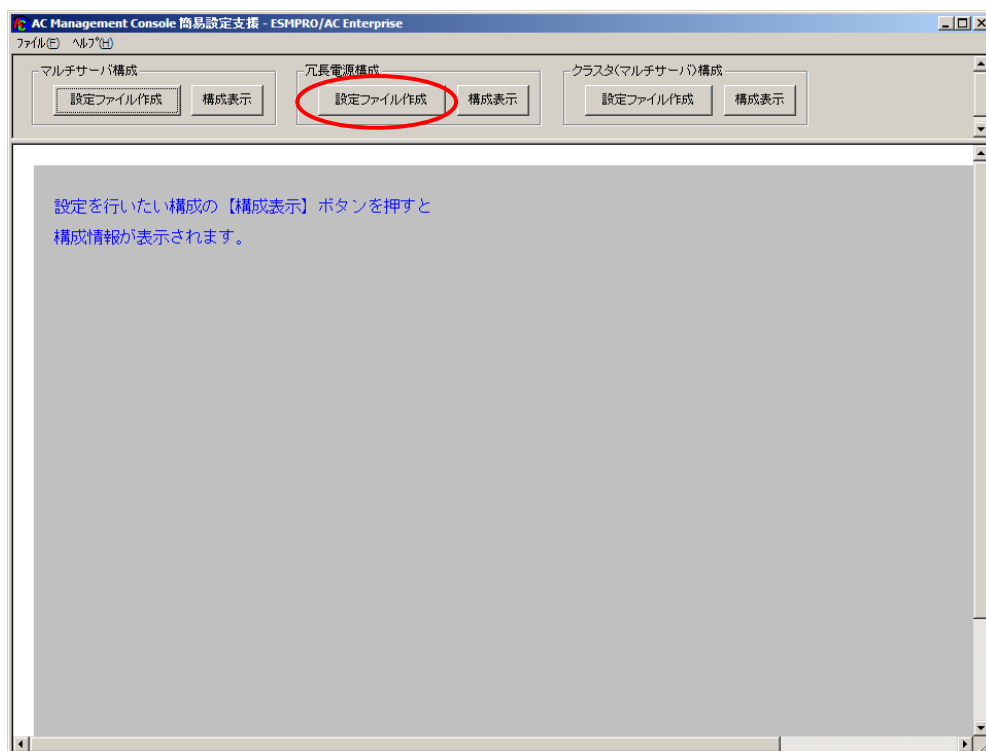 AC Management Console 簡易設定支援 - ESMPRO/AC Enterprise
ファイル(F) ヘルプ(H)
マルチサーバ構成 冗長電源構成 クラスタ(マルチサーバ)構成
設定ファイル作成 構成表示 設定ファイル作成 構成表示 設定ファイル作成 構成表示
設定を行いたい構成の【構成表示】ボタンを押すと
構成情報が表示されます。